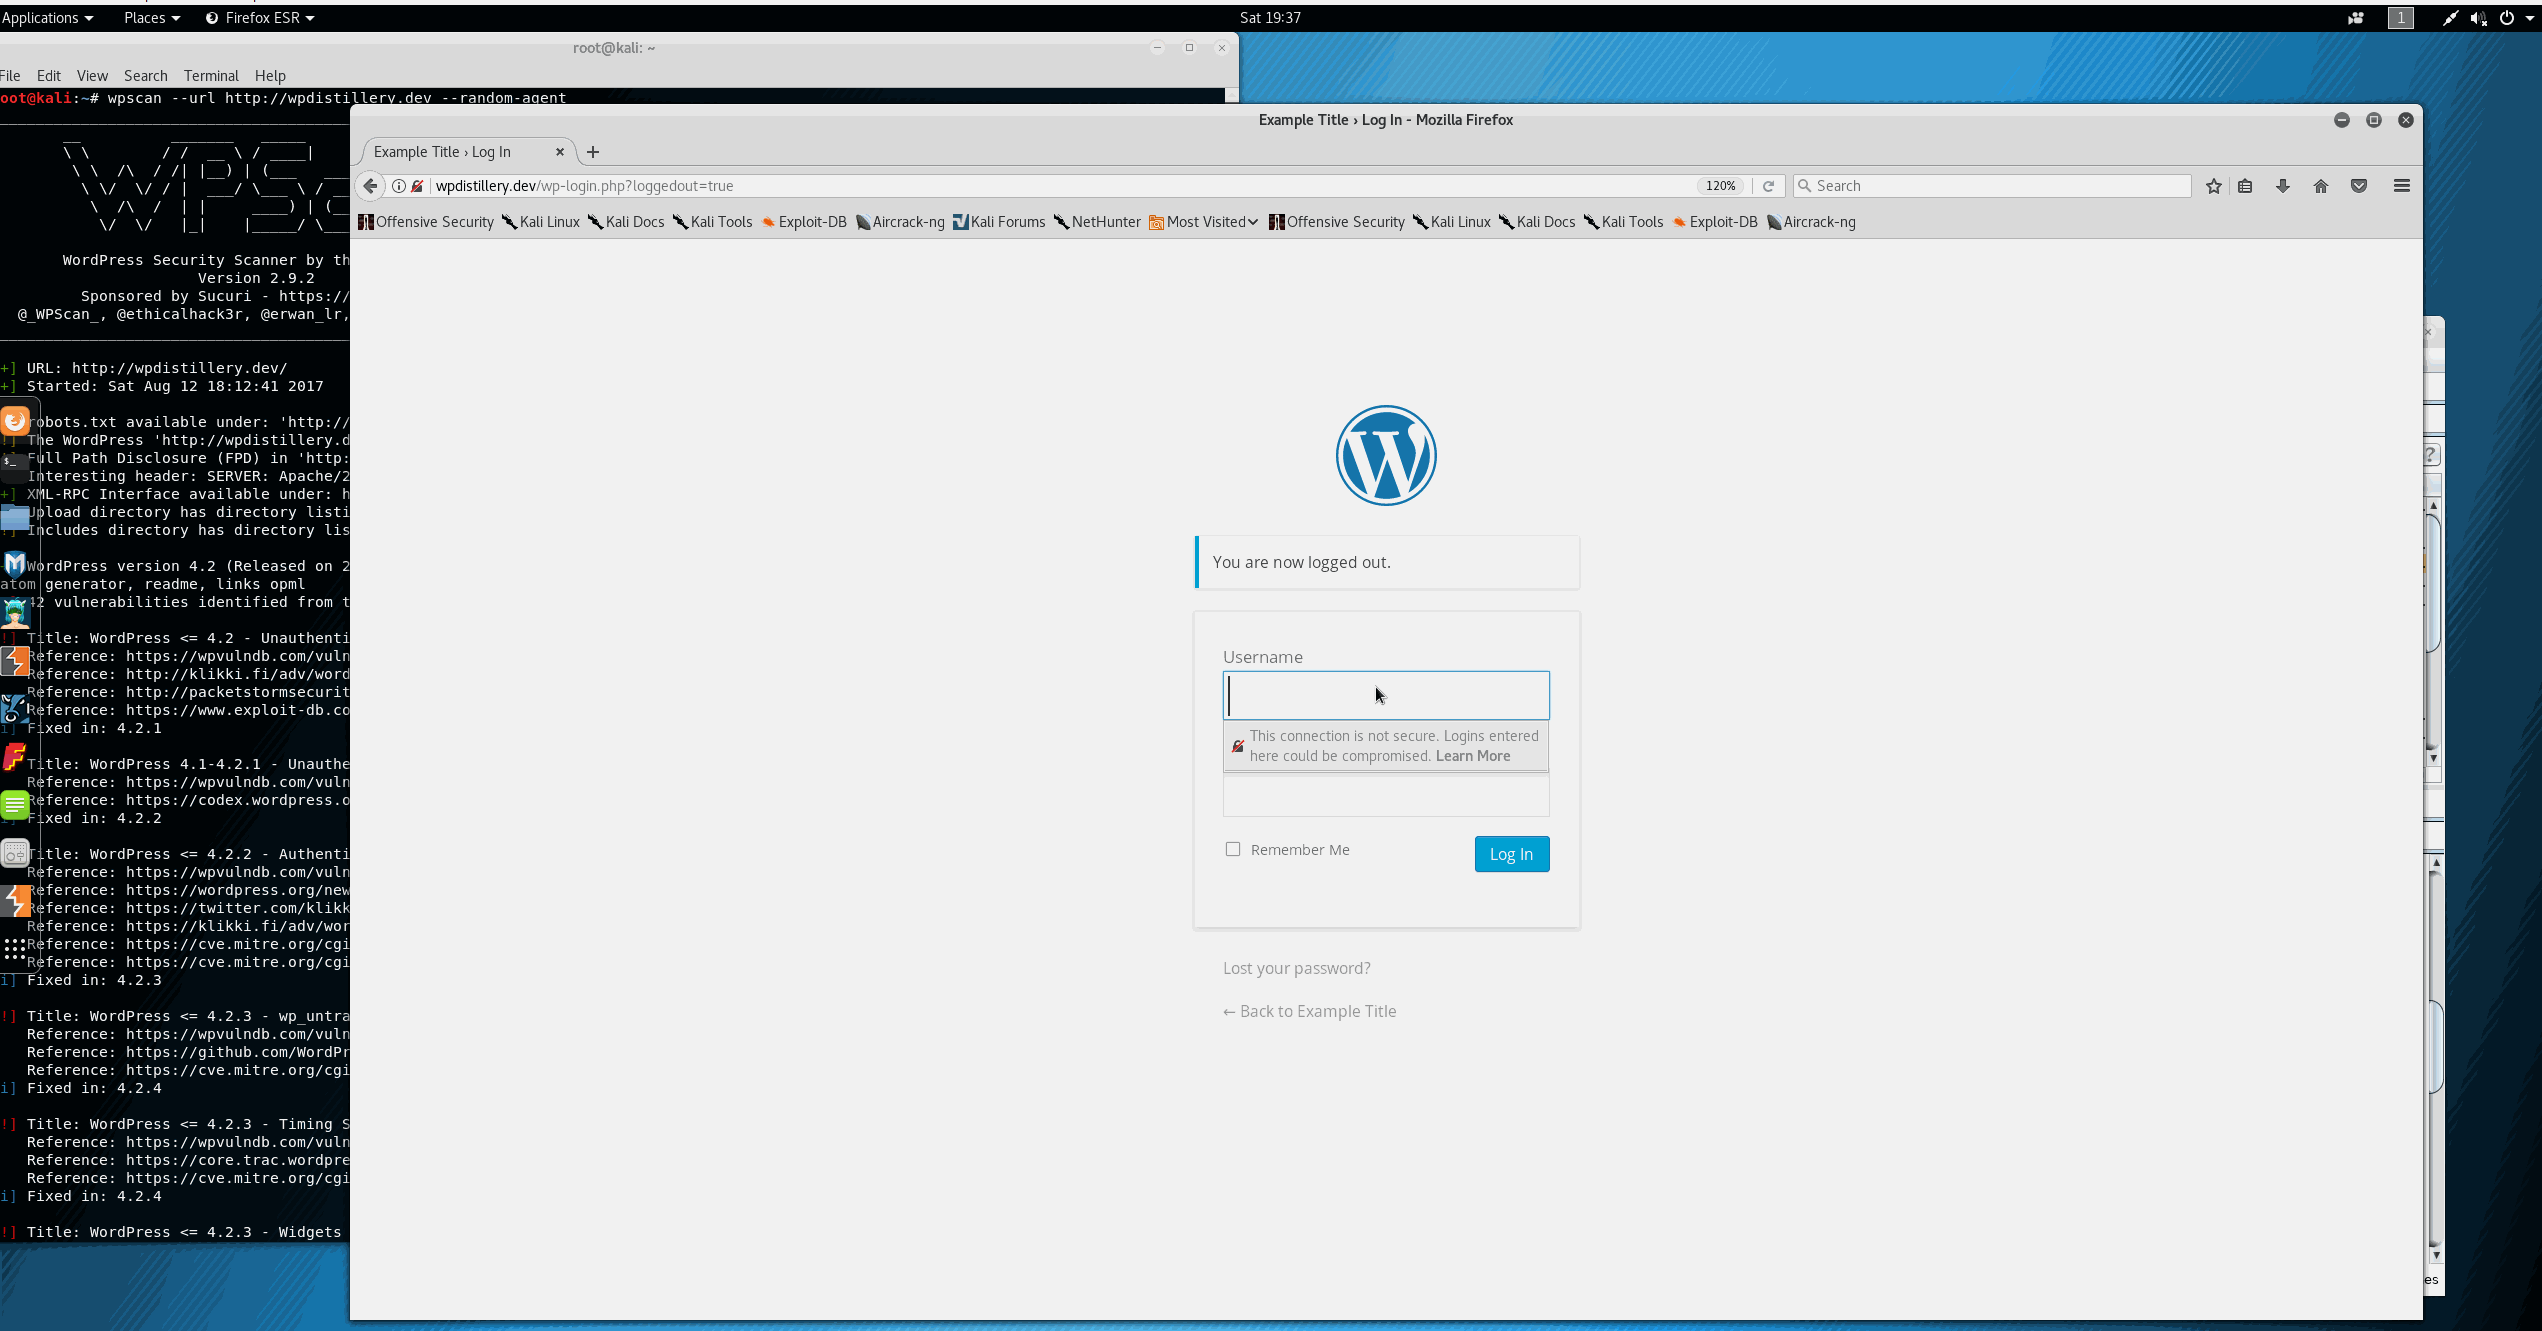 Applications
Places
Firefox ESR
Sat 19:37
1
root@kali: ~
File Edit View Search Terminal Help
oot@kali:~# wpscan --url http://wpdistillery.dev --random-agent
WordPress Security Scanner by th
Version 2.9.2
Sponsored by Sucuri - https://
@_WPScan_, @ethicalhack3r, @erwan_lr,
+] URL: http://wpdistillery.dev/
+] Started: Sat Aug 12 18:12:41 2017
robots.txt available under: 'http://
!] The WordPress 'http://wpdistillery.d
Full Path Disclosure (FPD) in 'http:
Interesting header: SERVER: Apache/2
+] XML-RPC Interface available under: h
Upload directory has directory listi
!] Includes directory has directory lis
WordPress version 4.2 (Released on 2
atom generator, readme, links opml
42 vulnerabilities identified from t
!] Title: WordPress <= 4.2 - Unauthenti
Reference: https://wpvulndb.com/vuln
Reference: http://klikki.fi/adv/word
Reference: http://packetstormsecurit
Reference: https://www.exploit-db.co
i] Fixed in: 4.2.1
Title: WordPress 4.1-4.2.1 - Unauthe
Reference: https://wpvulndb.com/vuln
Reference: https://codex.wordpress.o
i] Fixed in: 4.2.2
Title: WordPress <= 4.2.2 - Authenti
Reference: https://wpvulndb.com/vuln
Reference: https://wordpress.org/new
Reference: https://twitter.com/klikk
Reference: https://klikki.fi/adv/wor
Reference: https://cve.mitre.org/cgi
Reference: https://cve.mitre.org/cgi
i] Fixed in: 4.2.3
!] Title: WordPress <= 4.2.3 - wp_untra
Reference: https://wpvulndb.com/vuln
Reference: https://github.com/WordPr
Reference: https://cve.mitre.org/cgi
i] Fixed in: 4.2.4
!] Title: WordPress <= 4.2.3 - Timing S
Reference: https://wpvulndb.com/vuln
Reference: https://core.trac.wordpre
Reference: https://cve.mitre.org/cgi
i] Fixed in: 4.2.4
!] Title: WordPress <= 4.2.3 - Widgets
Example Title › Log In - Mozilla Firefox
Example Title › Log In
wpdistillery.dev/wp-login.php?loggedout=true
120%
Search
Offensive Security Kali Linux Kali Docs Kali Tools Exploit-DB Aircrack-ng Kali Forums NetHunter Most Visited Offensive Security Kali Linux Kali Docs Kali Tools Exploit-DB Aircrack-ng
You are now logged out.
Username
This connection is not secure. Logins entered
here could be compromised. Learn More
Remember Me
Log In
Lost your password?
← Back to Example Title
es